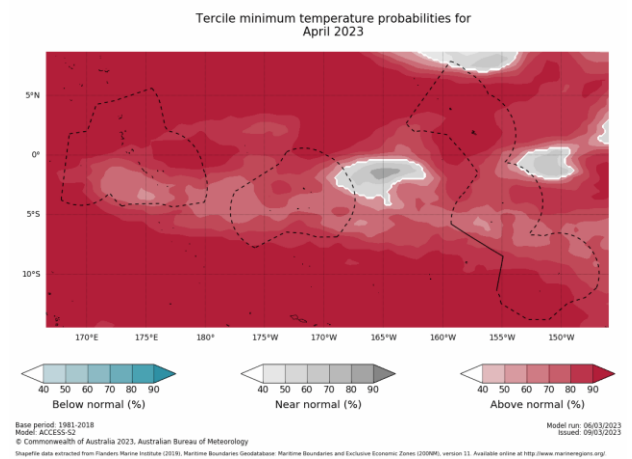 Tercile minimum temperature probabilities for
April 2023
5°N
0°
5°S
10°S
170°E 175°E 180° 175°W 170°W 165°W 160°W 155°W 150°W
40 50 60 70 80 90 40 50 60 70 80 90 40 50 60 70 80 90
Below normal (%) Near normal (%) Above normal (%)
Base period: 1981-2018 Model run: 06/03/2023
Model: ACCESS-S2 Issued: 09/03/2023
© Commonwealth of Australia 2023, Australian Bureau of Meteorology
Shapefile data extracted from Flanders Marine Institute (2019), Maritime Boundaries Geodatabase: Maritime Boundaries and Exclusive Economic Zones (200NM), version 11. Available online at http://www.marineregions.org/.